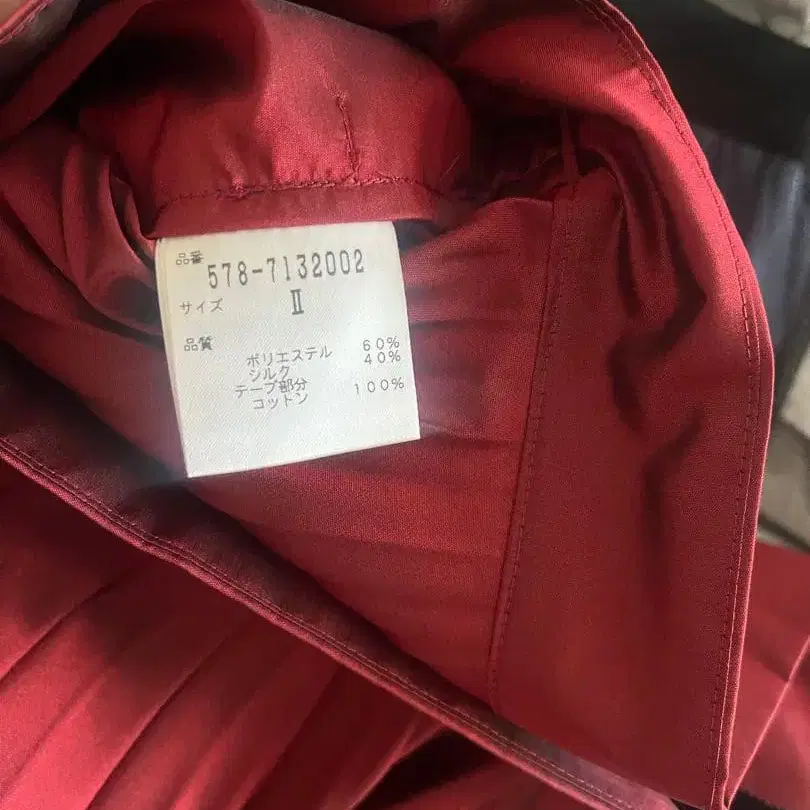 品番 578-7132002
サイズ II
品質
ポリエステル 60%
シルク 40%
テープ部分
コットン 100%